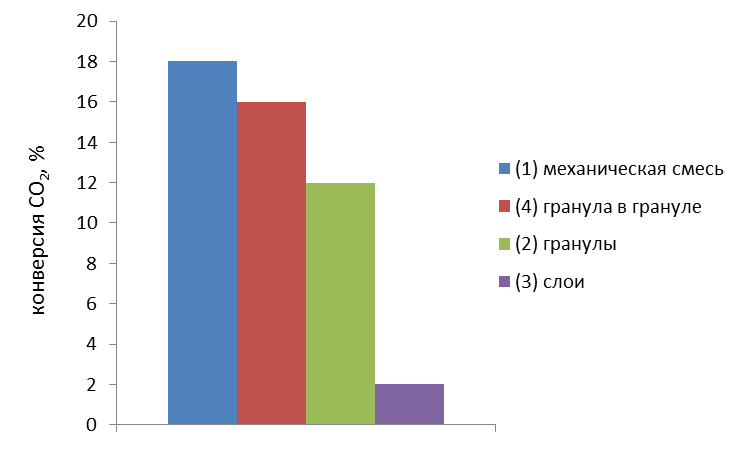 конверсия CO₂, %
20
18
16
14
12
10
8
6
4
2
0
(1) механическая смесь
(4) гранула в грануле
(2) гранулы
(3) слои